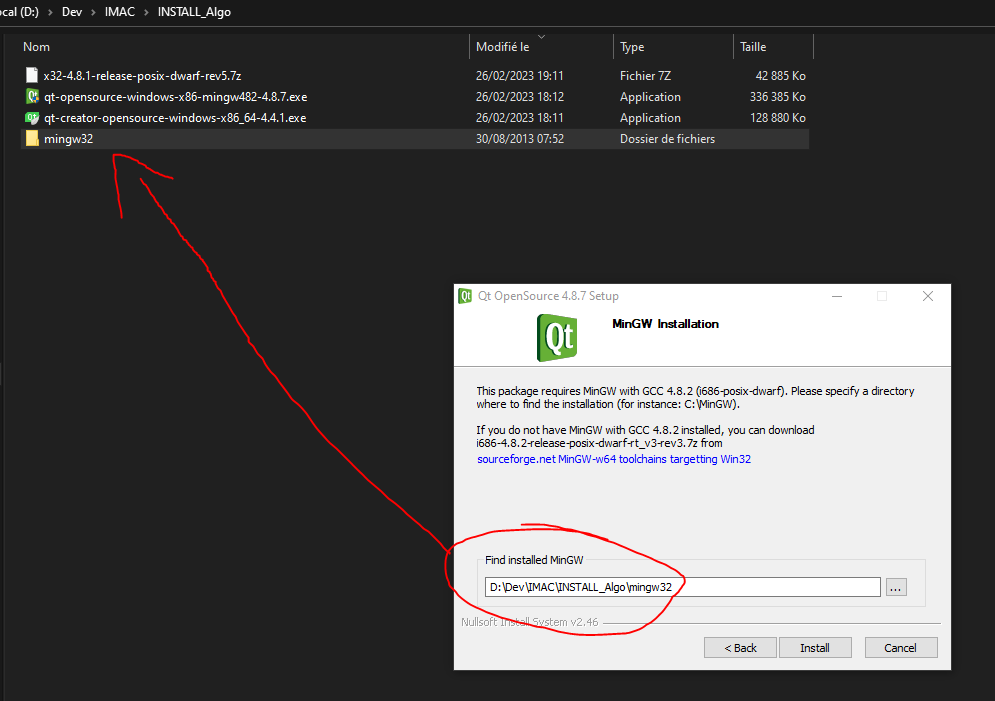 ocal (D:) > Dev > IMAC > INSTALL_Algo
Nom Modifié le Type Taille
x32-4.8.1-release-posix-dwarf-rev5.7z 26/02/2023 19:11 Fichier 7Z 42 885 Ko
qt-opensource-windows-x86-mingw482-4.8.7.exe 26/02/2023 18:12 Application 336 385 Ko
qt-creator-opensource-windows-x86_64-4.4.1.exe 26/02/2023 18:11 Application 128 880 Ko
mingw32 30/08/2013 07:52 Dossier de fichiers
Qt Qt OpenSource 4.8.7 Setup
Qt
MinGW Installation
This package requires MinGW with GCC 4.8.2 (i686-posix-dwarf). Please specify a directory
where to find the installation (for instance: C:\MinGW).
If you do not have MinGW with GCC 4.8.2 installed, you can download
i686-4.8.2-release-posix-dwarf-rt_v3-rev3.7z from
sourceforge.net MinGW-w64 toolchains targetting Win32
Find installed MinGW
D:\Dev\IMAC\INSTALL_Algo\mingw32 ...
Nullsoft Install System v2.46
< Back Install Cancel